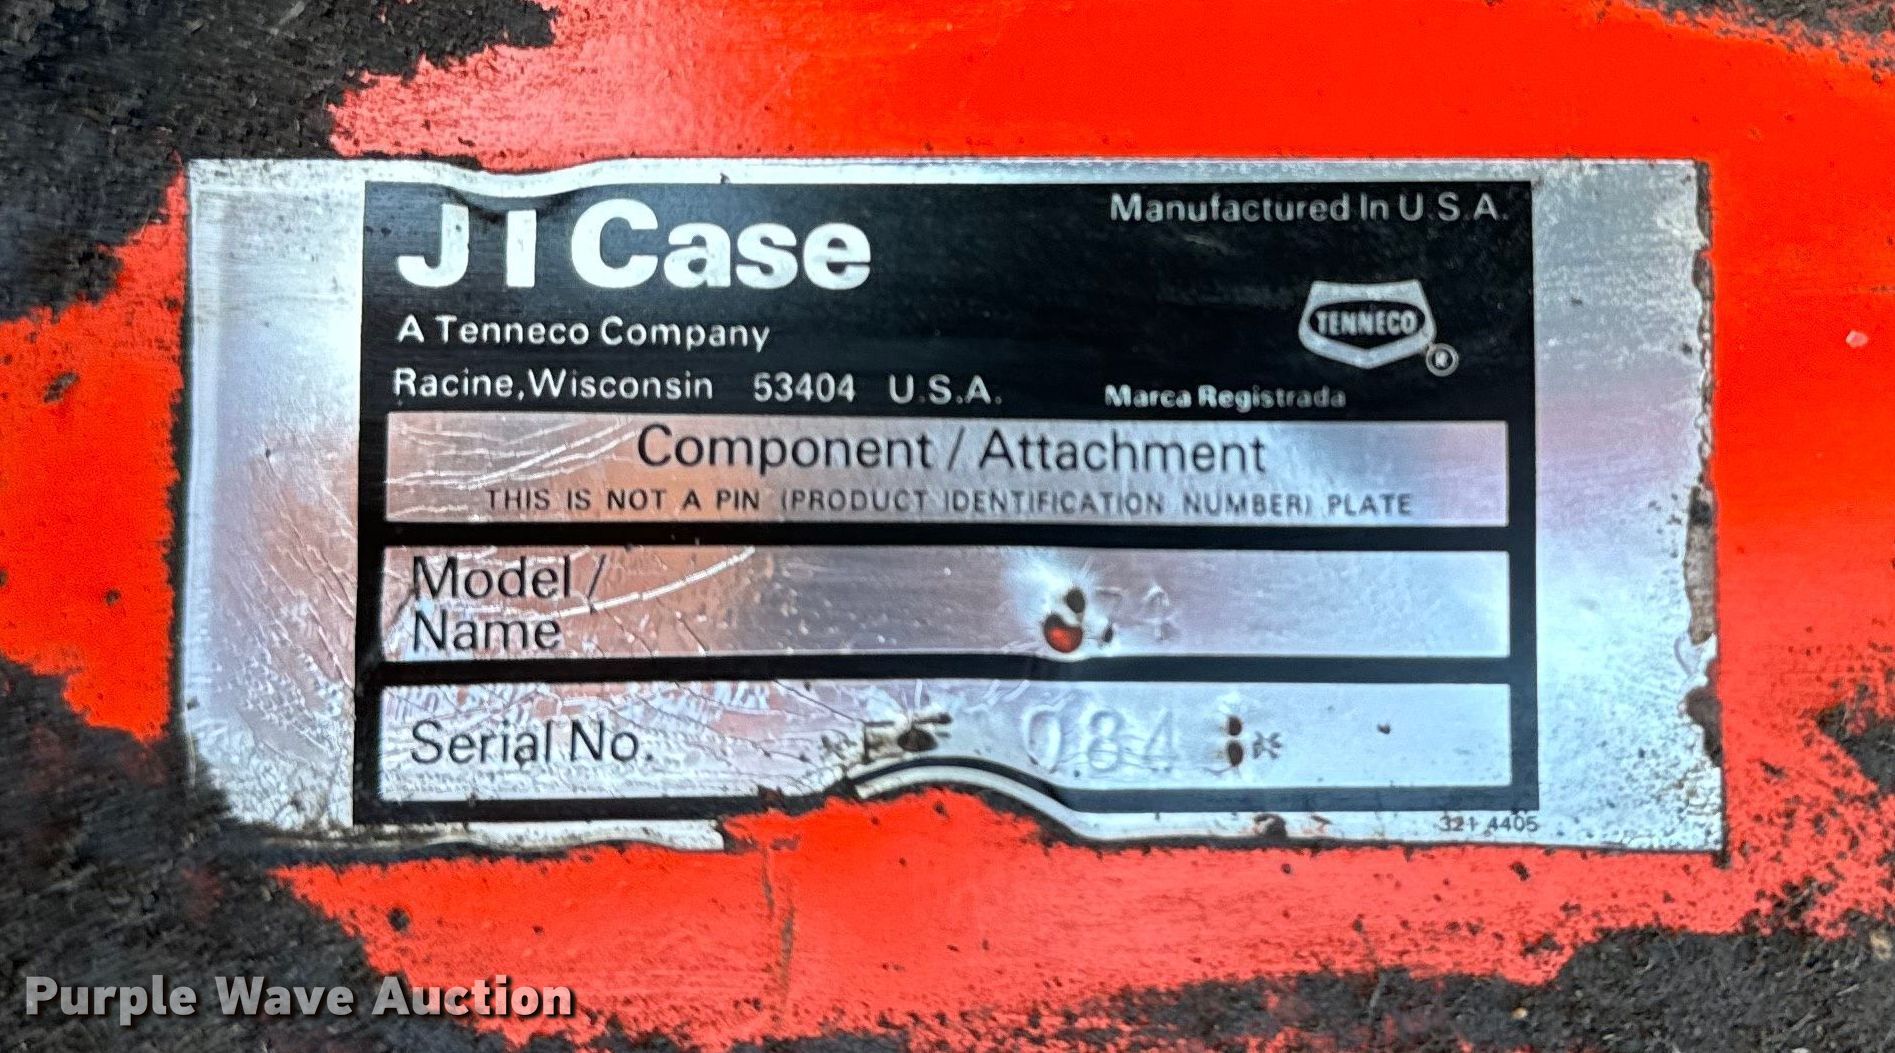 J I Case
Manufactured In U.S.A.
A Tenneco Company
TENNECO
®
Racine, Wisconsin 53404 U.S.A.
Marca Registrada
Component / Attachment
THIS IS NOT A PIN (PRODUCT IDENTIFICATION NUMBER) PLATE
Model /
Name
Serial No. 084
321 4405
Purple Wave Auction